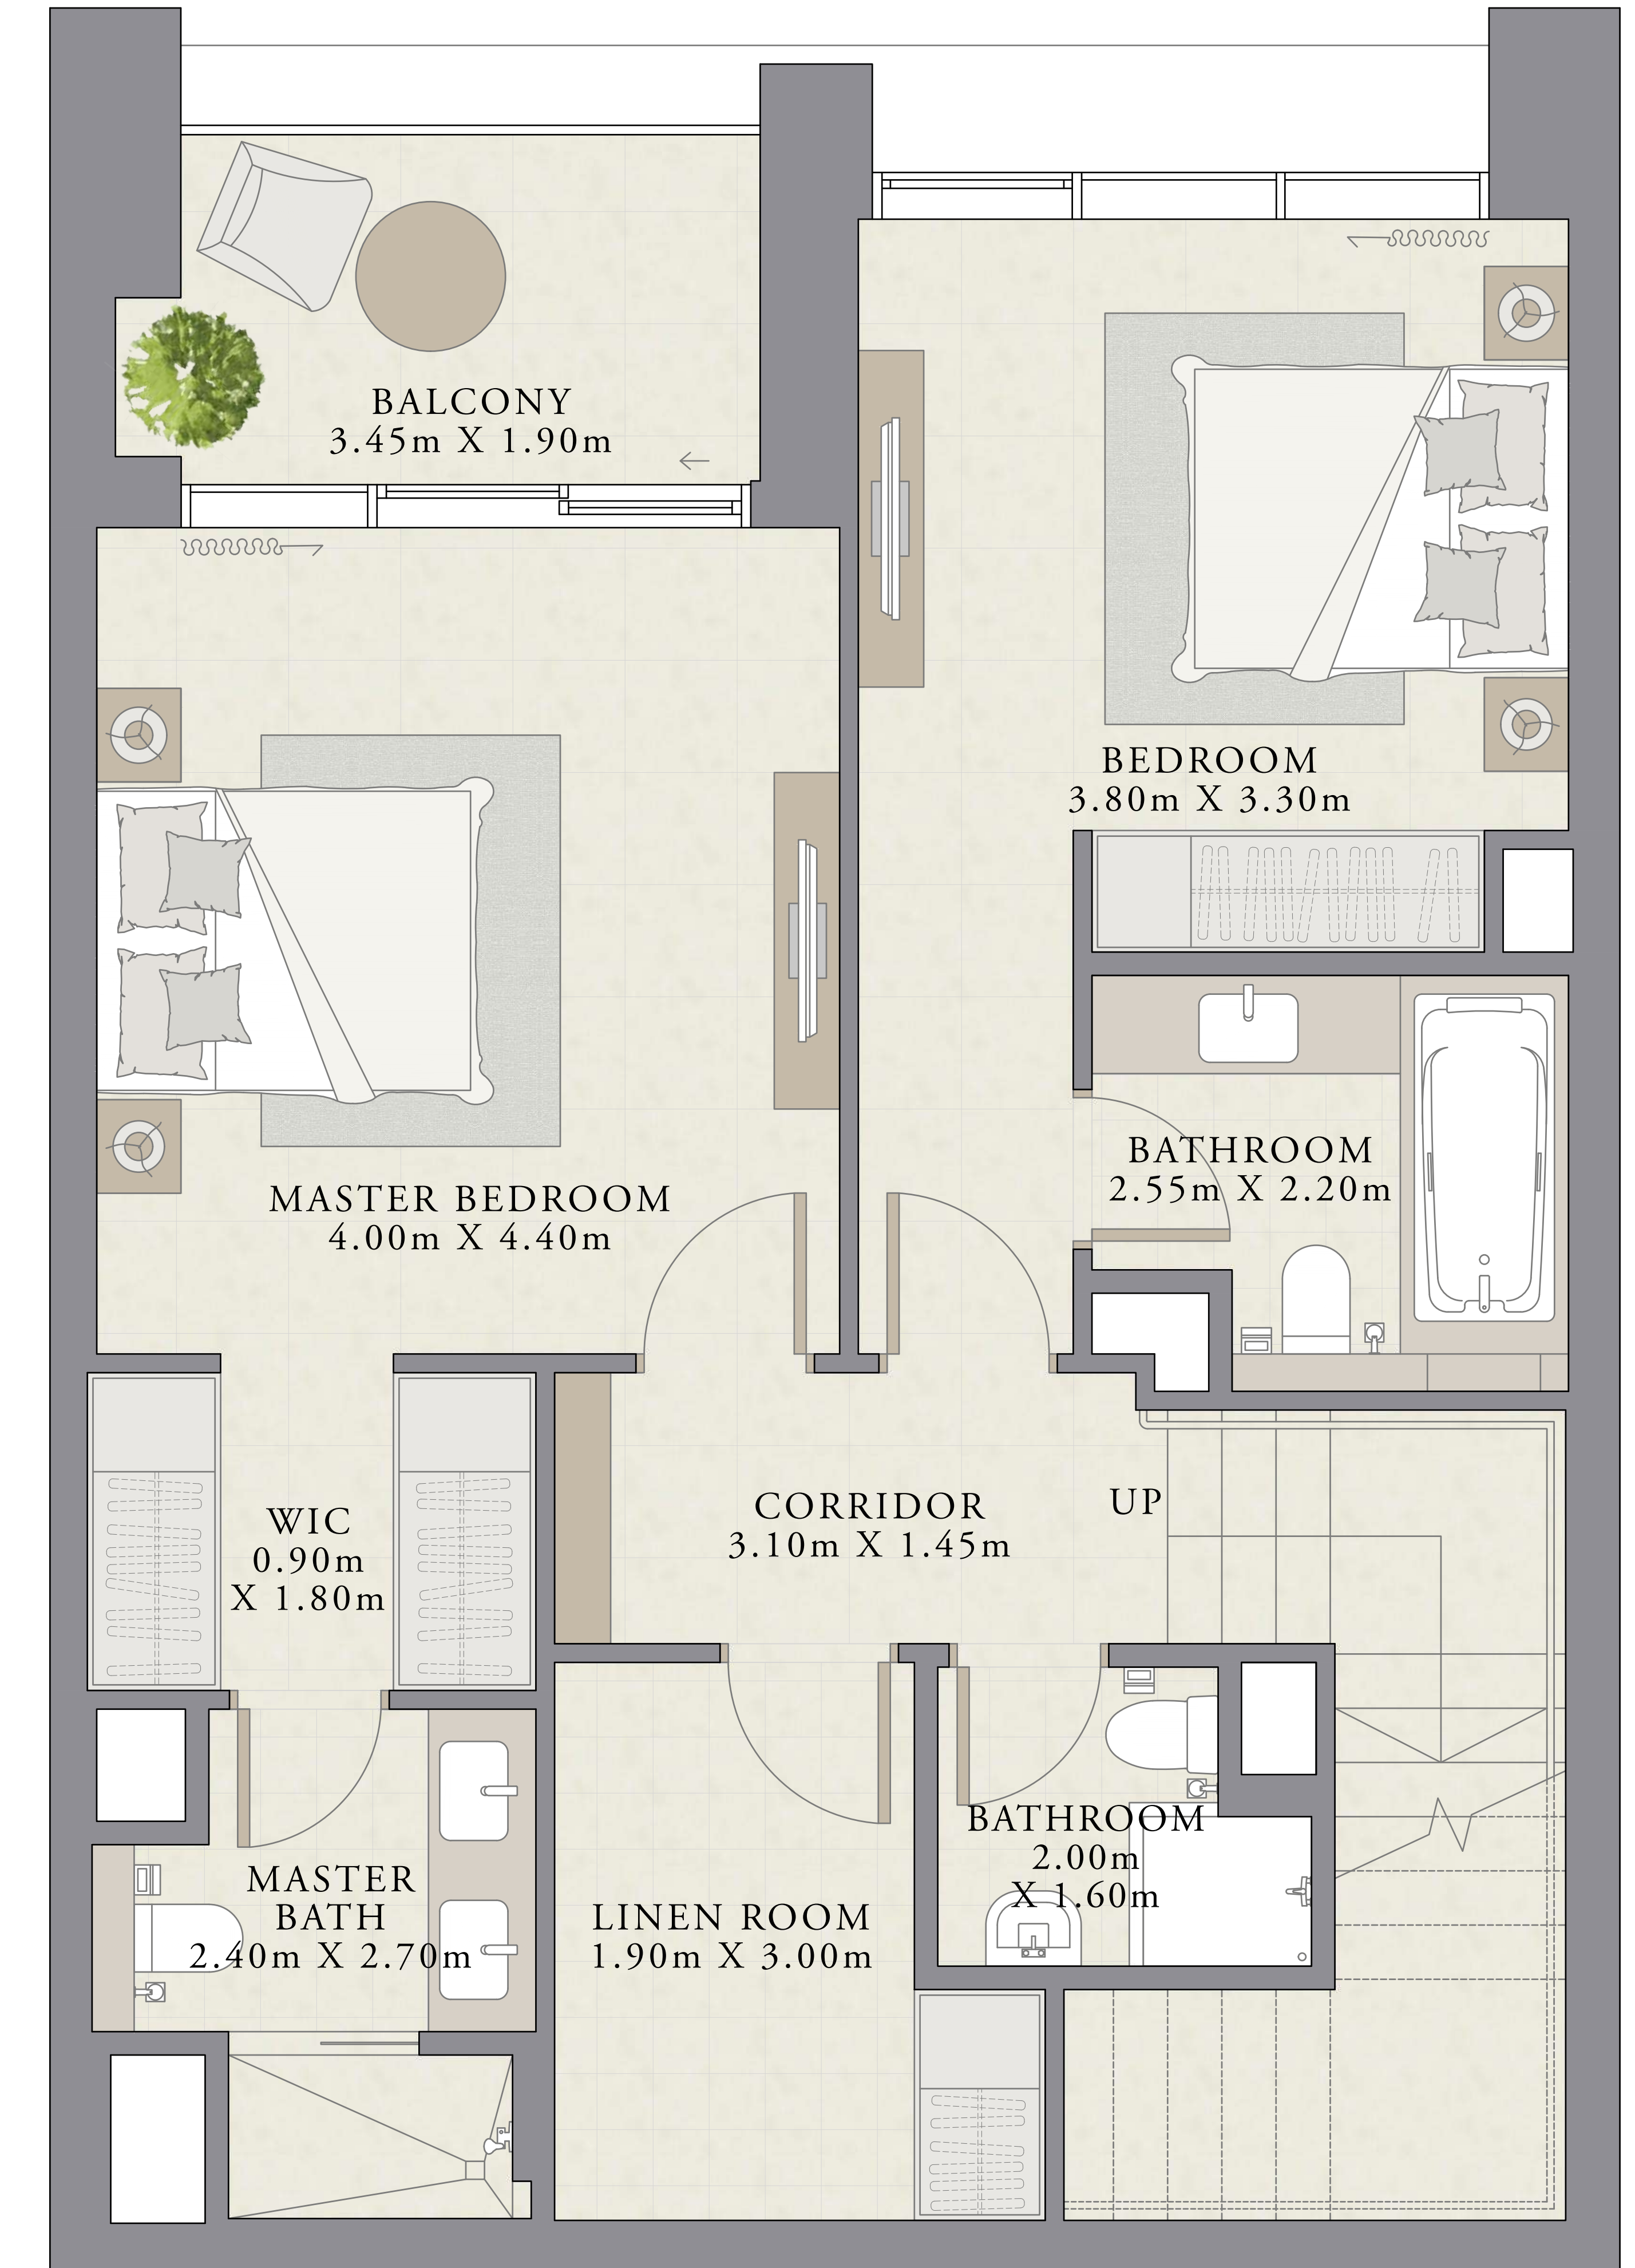 BALCONY
3.45m X 1.90m
BEDROOM
3.80m X 3.30m
BATHROOM
2.55m X 2.20m
MASTER BEDROOM
4.00m X 4.40m
WIC
0.90m
X 1.80m
CORRIDOR
3.10m X 1.45m
UP
MASTER
BATH
2.40m X 2.70m
LINEN ROOM
1.90m X 3.00m
BATHROOM
2.00m
X 1.60m